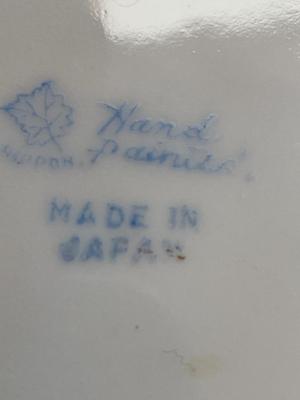 Hand
NIPPON. Painted.
MADE IN
JAPAN